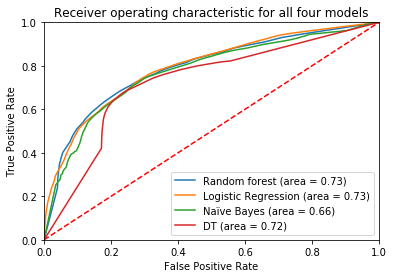 Receiver operating characteristic for all four models
1.0
0.8
0.6
0.4
0.2
0.0
True Positive Rate
Random forest (area = 0.73)
Logistic Regression (area = 0.73)
Naïve Bayes (area = 0.66)
DT (area = 0.72)
0.0 0.2 0.4 0.6 0.8 1.0
False Positive Rate